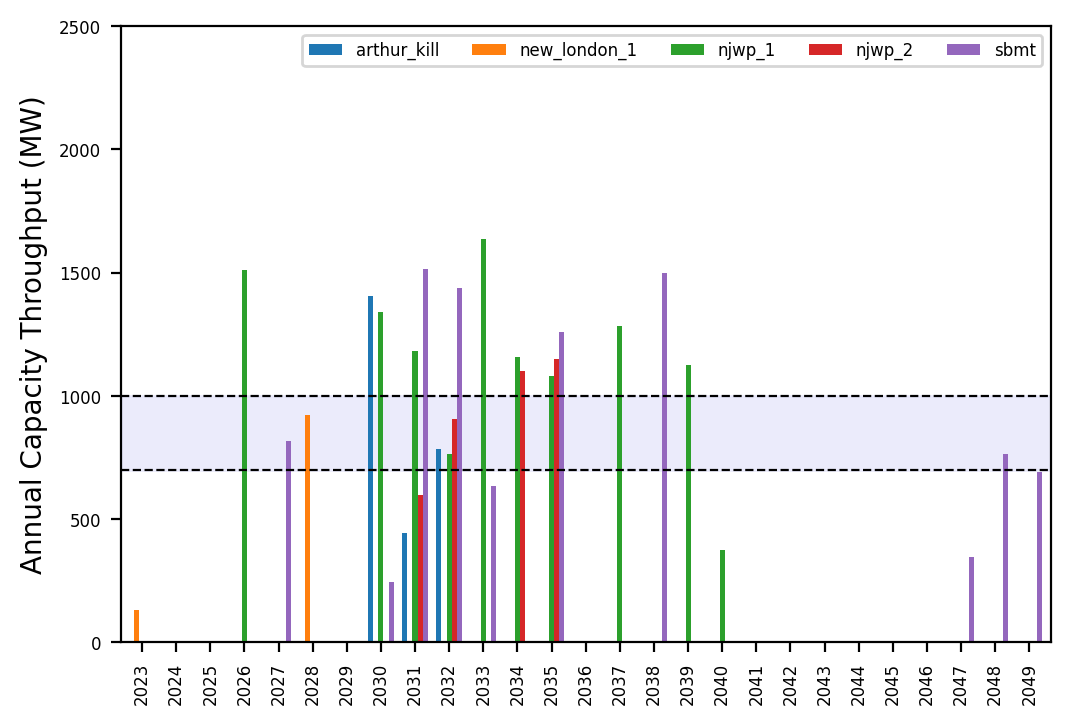 arthur_kill new_london_1 njwp_1 njwp_2 sbmt
Annual Capacity Throughput (MW)
2500
2000
1500
1000
500
0
2023 2024 2025 2026 2027 2028 2029 2030 2031 2032 2033 2034 2035 2036 2037 2038 2039 2040 2041 2042 2043 2044 2045 2046 2047 2048 2049